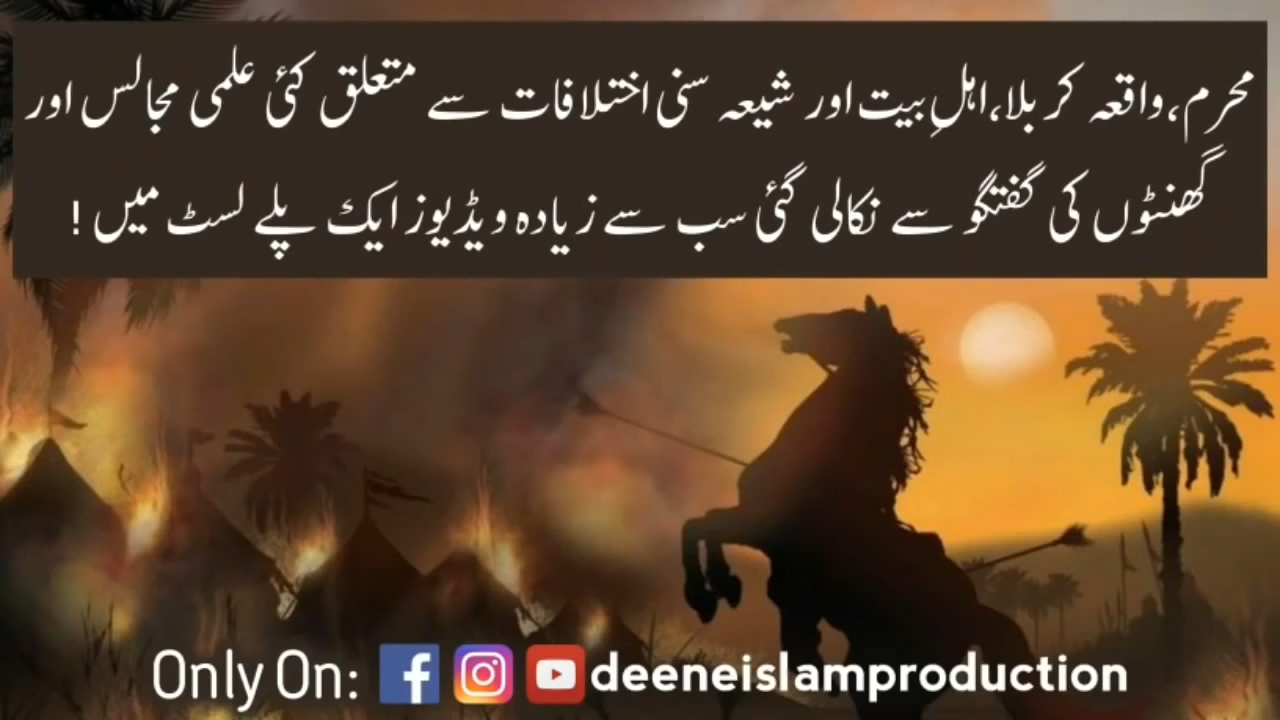 محرم،واقعہ کربلا،اہلِ بیت اور شیعہ سنی اختلافات سے متعلق کئی علمی مجالس اور
گھنٹوں کی گفتگو سے نکالی گئی سب سے زیادہ ویڈیوز ایک پلے لسٹ میں !
Only On: deeneislamproduction